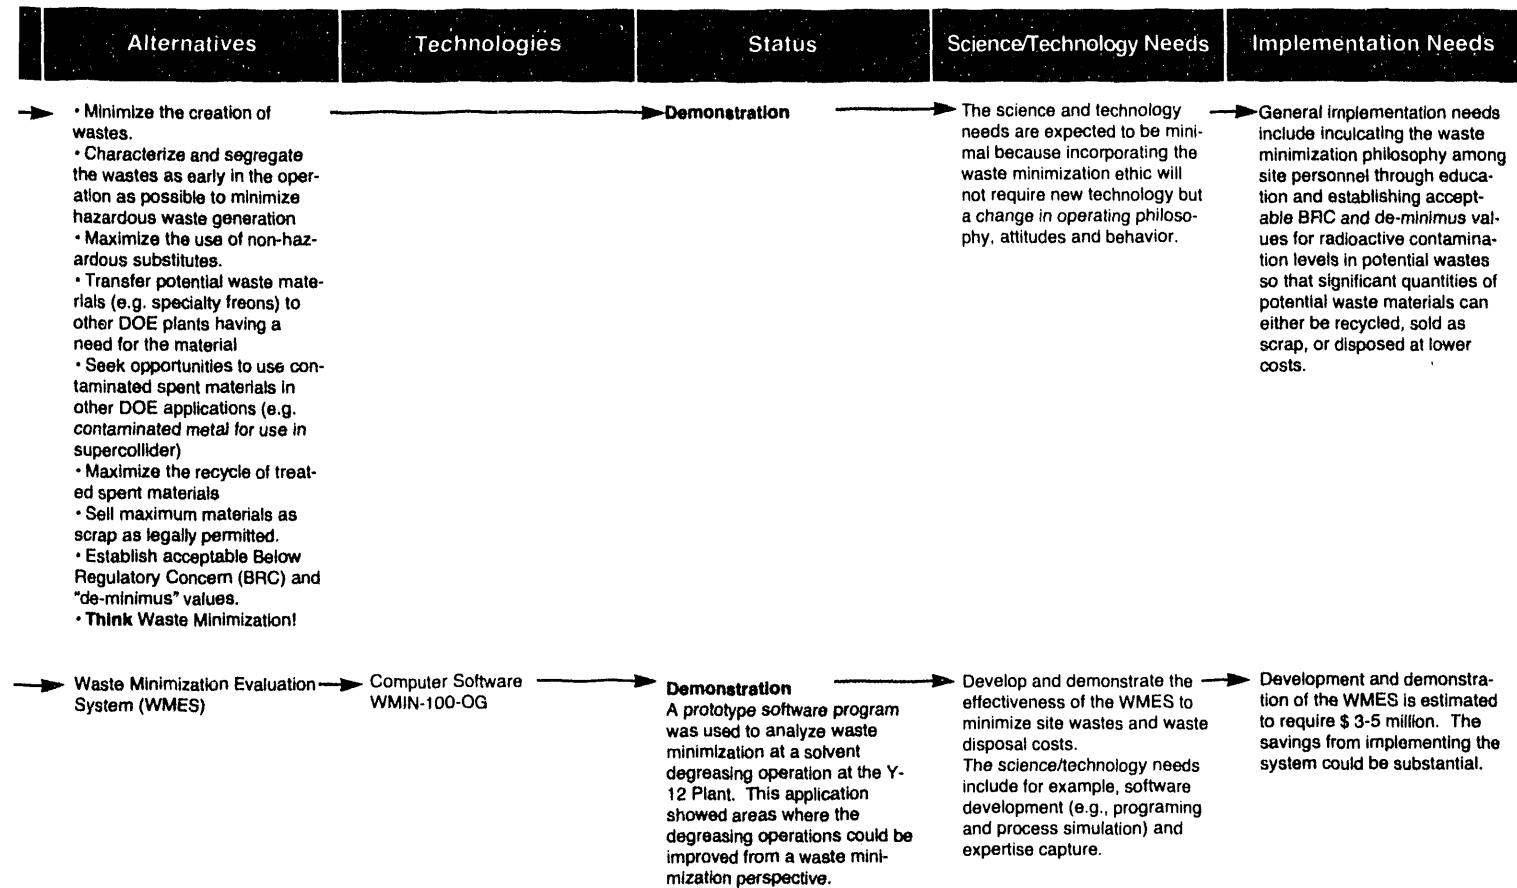 Alternatives
Technologies
Status
Science/Technology Needs
Implementation Needs
• Minimize the creation of
wastes.
• Characterize and segregate
the wastes as early in the oper-
ation as possible to minimize
hazardous waste generation
• Maximize the use of non-haz-
ardous substitutes.
• Transfer potential waste mate-
rials (e.g. specialty freons) to
other DOE plants having a
need for the material
• Seek opportunities to use con-
taminated spent materials in
other DOE applications (e.g.
contaminated metal for use in
supercollider)
• Maximize the recycle of treat-
ed spent materials
• Sell maximum materials as
scrap as legally permitted.
• Establish acceptable Below
Regulatory Concern (BRC) and
"de-minimus" values.
• Think Waste Minimization!
Demonstration
The science and technology
needs are expected to be mini-
mal because incorporating the
waste minimization ethic will
not require new technology but
a change in operating philoso-
phy, attitudes and behavior.
General implementation needs
include inculcating the waste
minimization philosophy among
site personnel through educa-
tion and establishing accept-
able BRC and de-minimus val-
ues for radioactive contamina-
tion levels in potential wastes
so that significant quantities of
potential waste materials can
either be recycled, sold as
scrap, or disposed at lower
costs.
Waste Minimization Evaluation
System (WMES)
Computer Software
WMIN-100-OG
Demonstration
A prototype software program
was used to analyze waste
minimization at a solvent
degreasing operation at the Y-
12 Plant. This application
showed areas where the
degreasing operations could be
improved from a waste mini-
mization perspective.
Develop and demonstrate the
effectiveness of the WMES to
minimize site wastes and waste
disposal costs.
The science/technology needs
include for example, software
development (e.g., programing
and process simulation) and
expertise capture.
Development and demonstra-
tion of the WMES is estimated
to require $ 3-5 million. The
savings from implementing the
system could be substantial.